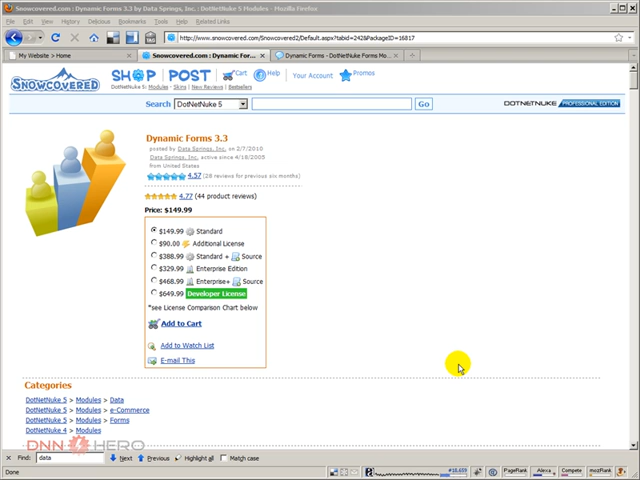 Snowcovered.com : Dynamic Forms 3.3 by Data Springs, Inc. : DotNetNuke 5 Modules - Mozilla Firefox
File Edit View History Delicious Bookmarks Tools Help Related Links
http://www.snowcovered.com/Snowcovered2/Default.aspx?tabid=242&PackageID=16817
My Website > Home
Snowcovered.com : Dynamic For...
Dynamic Forms - DotNetNuke Forms Mo...
SNOWCOVERED
SHOP POST Cart Help Your Account Promos
DotNetNuke 5: Modules - Skins | New Reviews | Bestsellers
Search DotNetNuke 5 Go
DOTNETNUKE PROFESSIONAL EDITION
Dynamic Forms 3.3
posted by Data Springs, Inc. on 2/7/2010
Data Springs, Inc. active since 4/18/2005
from United States
4.57 (28 reviews for previous six months)
4.77 (44 product reviews)
Price: $149.99
$149.99 Standard
$90.00 Additional License
$388.99 Standard + Source
$329.99 Enterprise Edition
$468.99 Enterprise+ Source
$649.99 Developer License
*see License Comparison Chart below
Add to Cart
Add to Watch List
E-mail This
Categories
DotNetNuke 5 > Modules > Data
DotNetNuke 5 > Modules > e-Commerce
DotNetNuke 5 > Modules > Forms
DotNetNuke 4 > Modules
DNN HERO
Find: data Next Previous Highlight all Match case
Done
#18,659 PageRank Alexa Compete mozRank